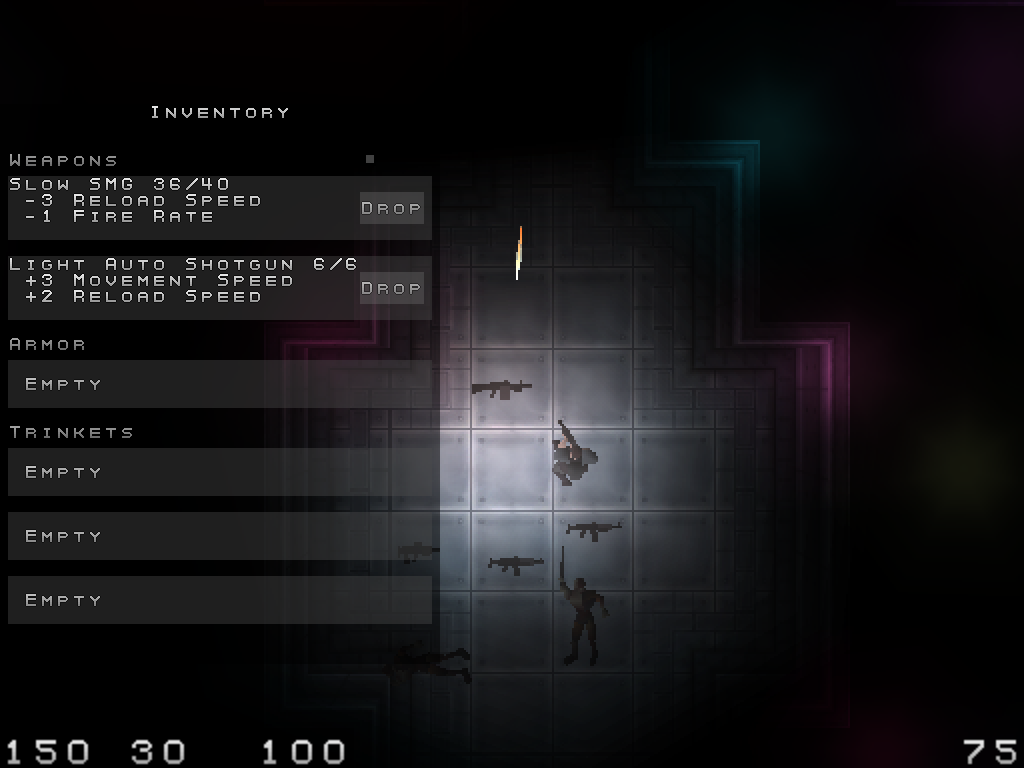 Inventory
Weapons
Slow SMG 36/40
-3 Reload Speed
-1 Fire Rate
Drop
Light Auto Shotgun 6/6
+3 Movement Speed
+2 Reload Speed
Drop
Armor
Empty
Trinkets
Empty
Empty
Empty
150 30 100 75